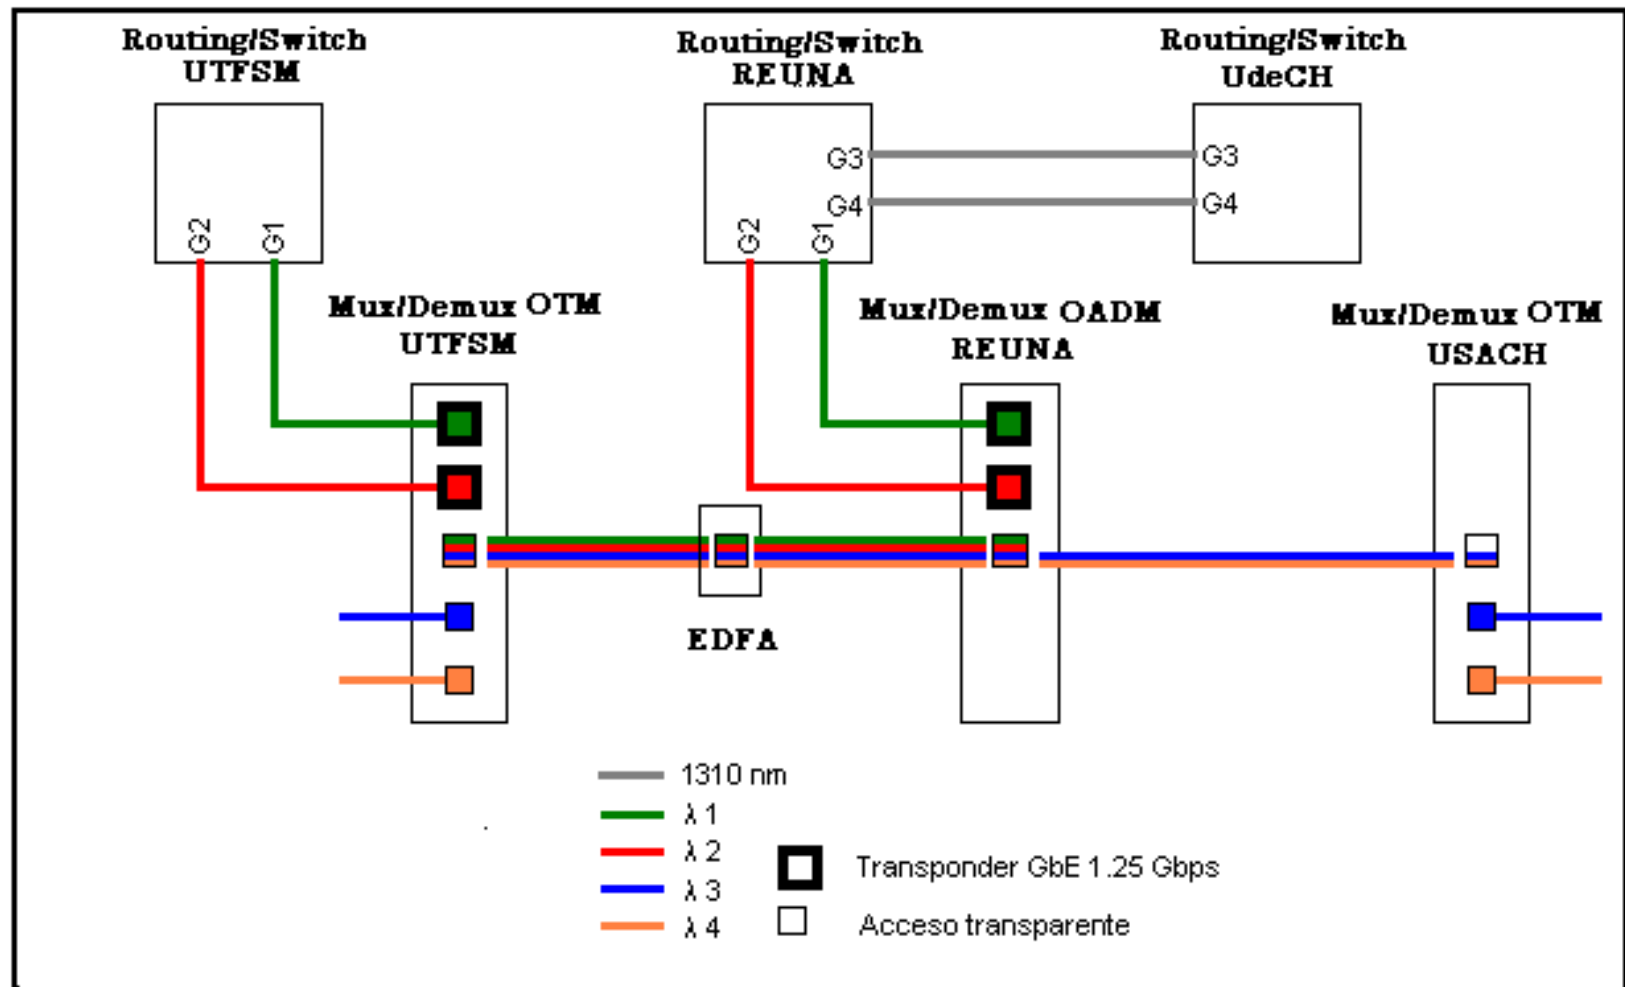 Routing/Switch
UTFSM
Routing/Switch
REUNA
Routing/Switch
UdeCH
G3
G4
G3
G4
G2
G1
G2
G1
Mux/Demux OTM
UTFSM
Mux/Demux OADM
REUNA
Mux/Demux OTM
USACH
EDFA
1310 nm
λ 1
λ 2
λ 3
λ 4
Transponder GbE 1.25 Gbps
Acceso transparente